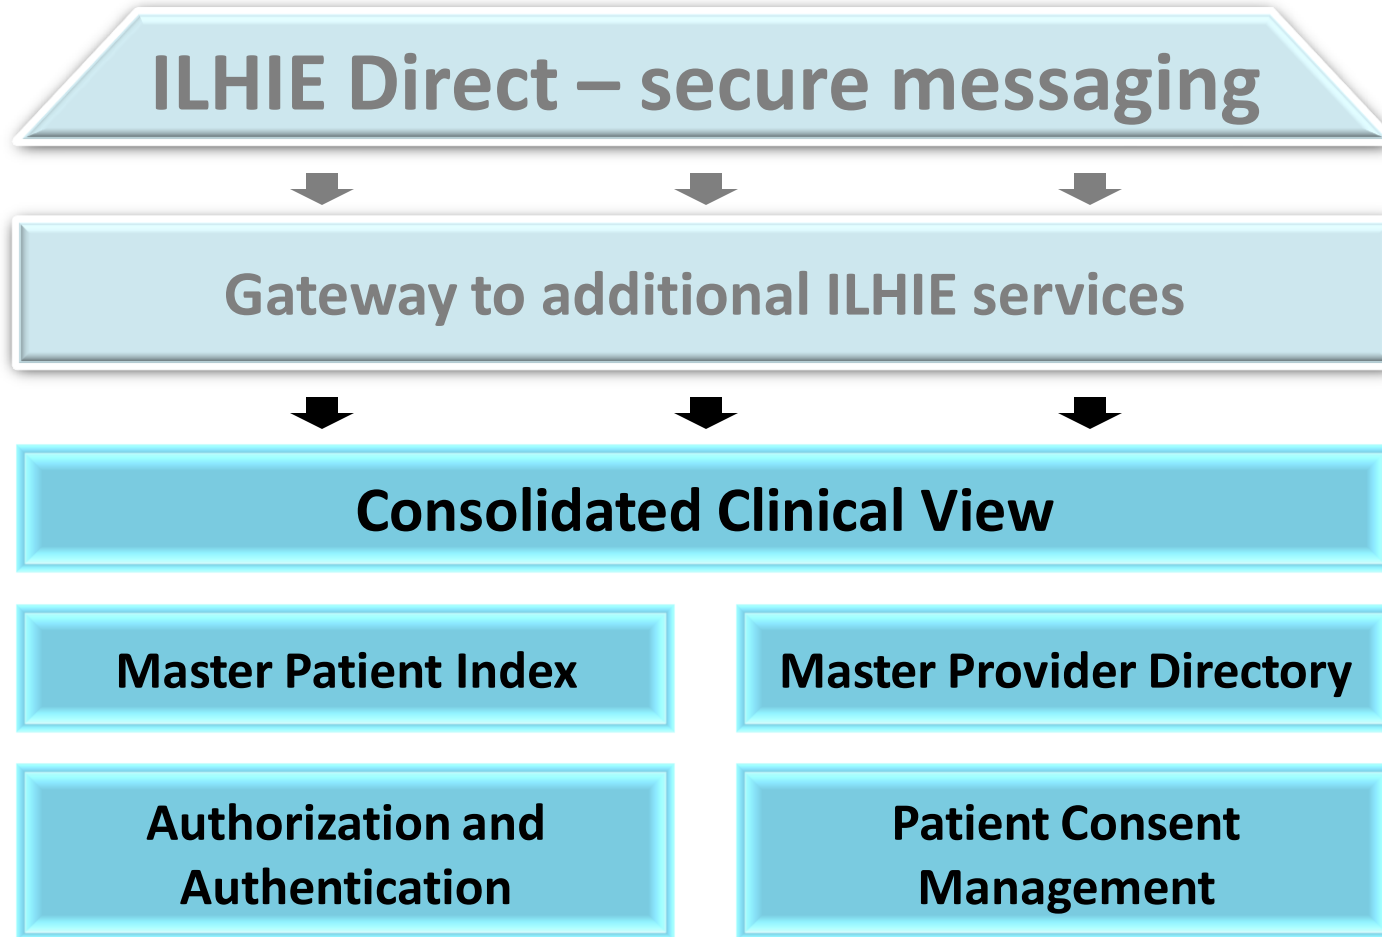 ILHIE Direct – secure messaging
Gateway to additional ILHIE services
Consolidated Clinical View
Master Patient Index
Master Provider Directory
Authorization and
Authentication
Patient Consent
Management